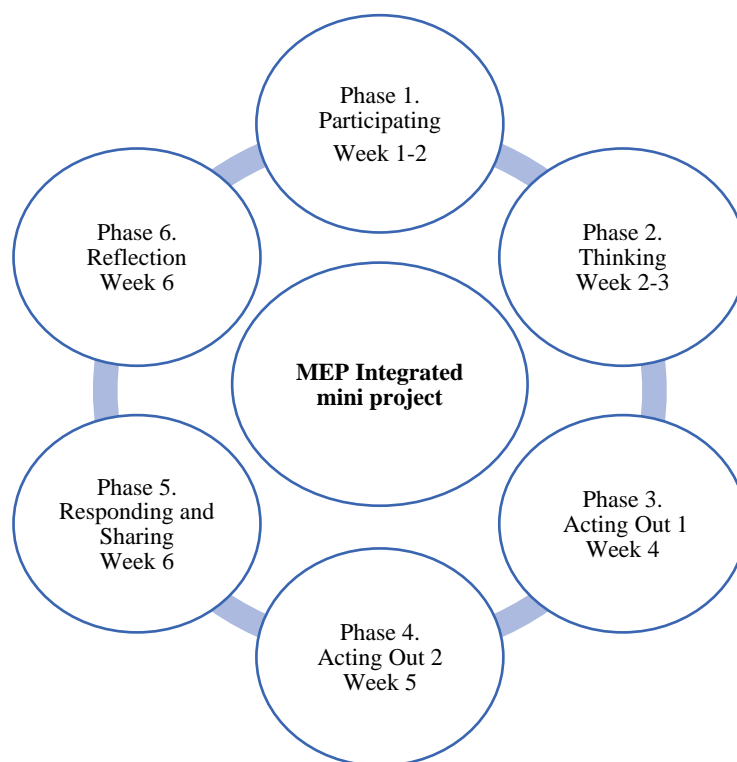 Phase 1.
Participating
Week 1-2
Phase 2.
Thinking
Week 2-3
Phase 3.
Acting Out 1
Week 4
Phase 4.
Acting Out 2
Week 5
Phase 5.
Responding and
Sharing
Week 6
Phase 6.
Reflection
Week 6
MEP Integrated
mini project